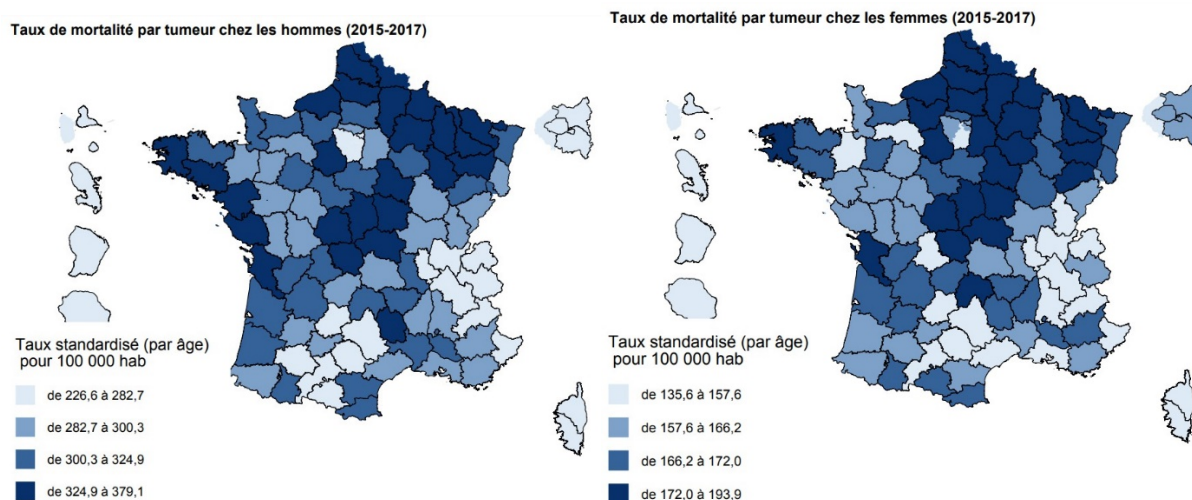 Taux de mortalité par tumeur chez les hommes (2015-2017)
Taux standardisé (par âge)
pour 100 000 hab
de 226,6 à 282,7
de 282,7 à 300,3
de 300,3 à 324,9
de 324,9 à 379,1
Taux de mortalité par tumeur chez les femmes (2015-2017)
Taux standardisé (par âge)
pour 100 000 hab
de 135,6 à 157,6
de 157,6 à 166,2
de 166,2 à 172,0
de 172,0 à 193,9